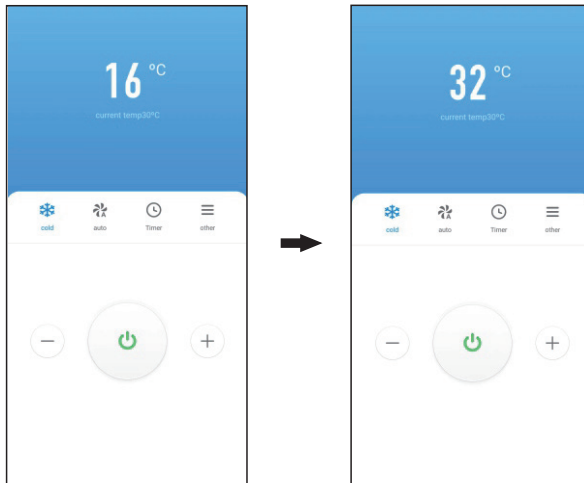 16 °C
current temp30°C
cold auto Timer other
32 °C
current temp30°C
cold auto Timer other